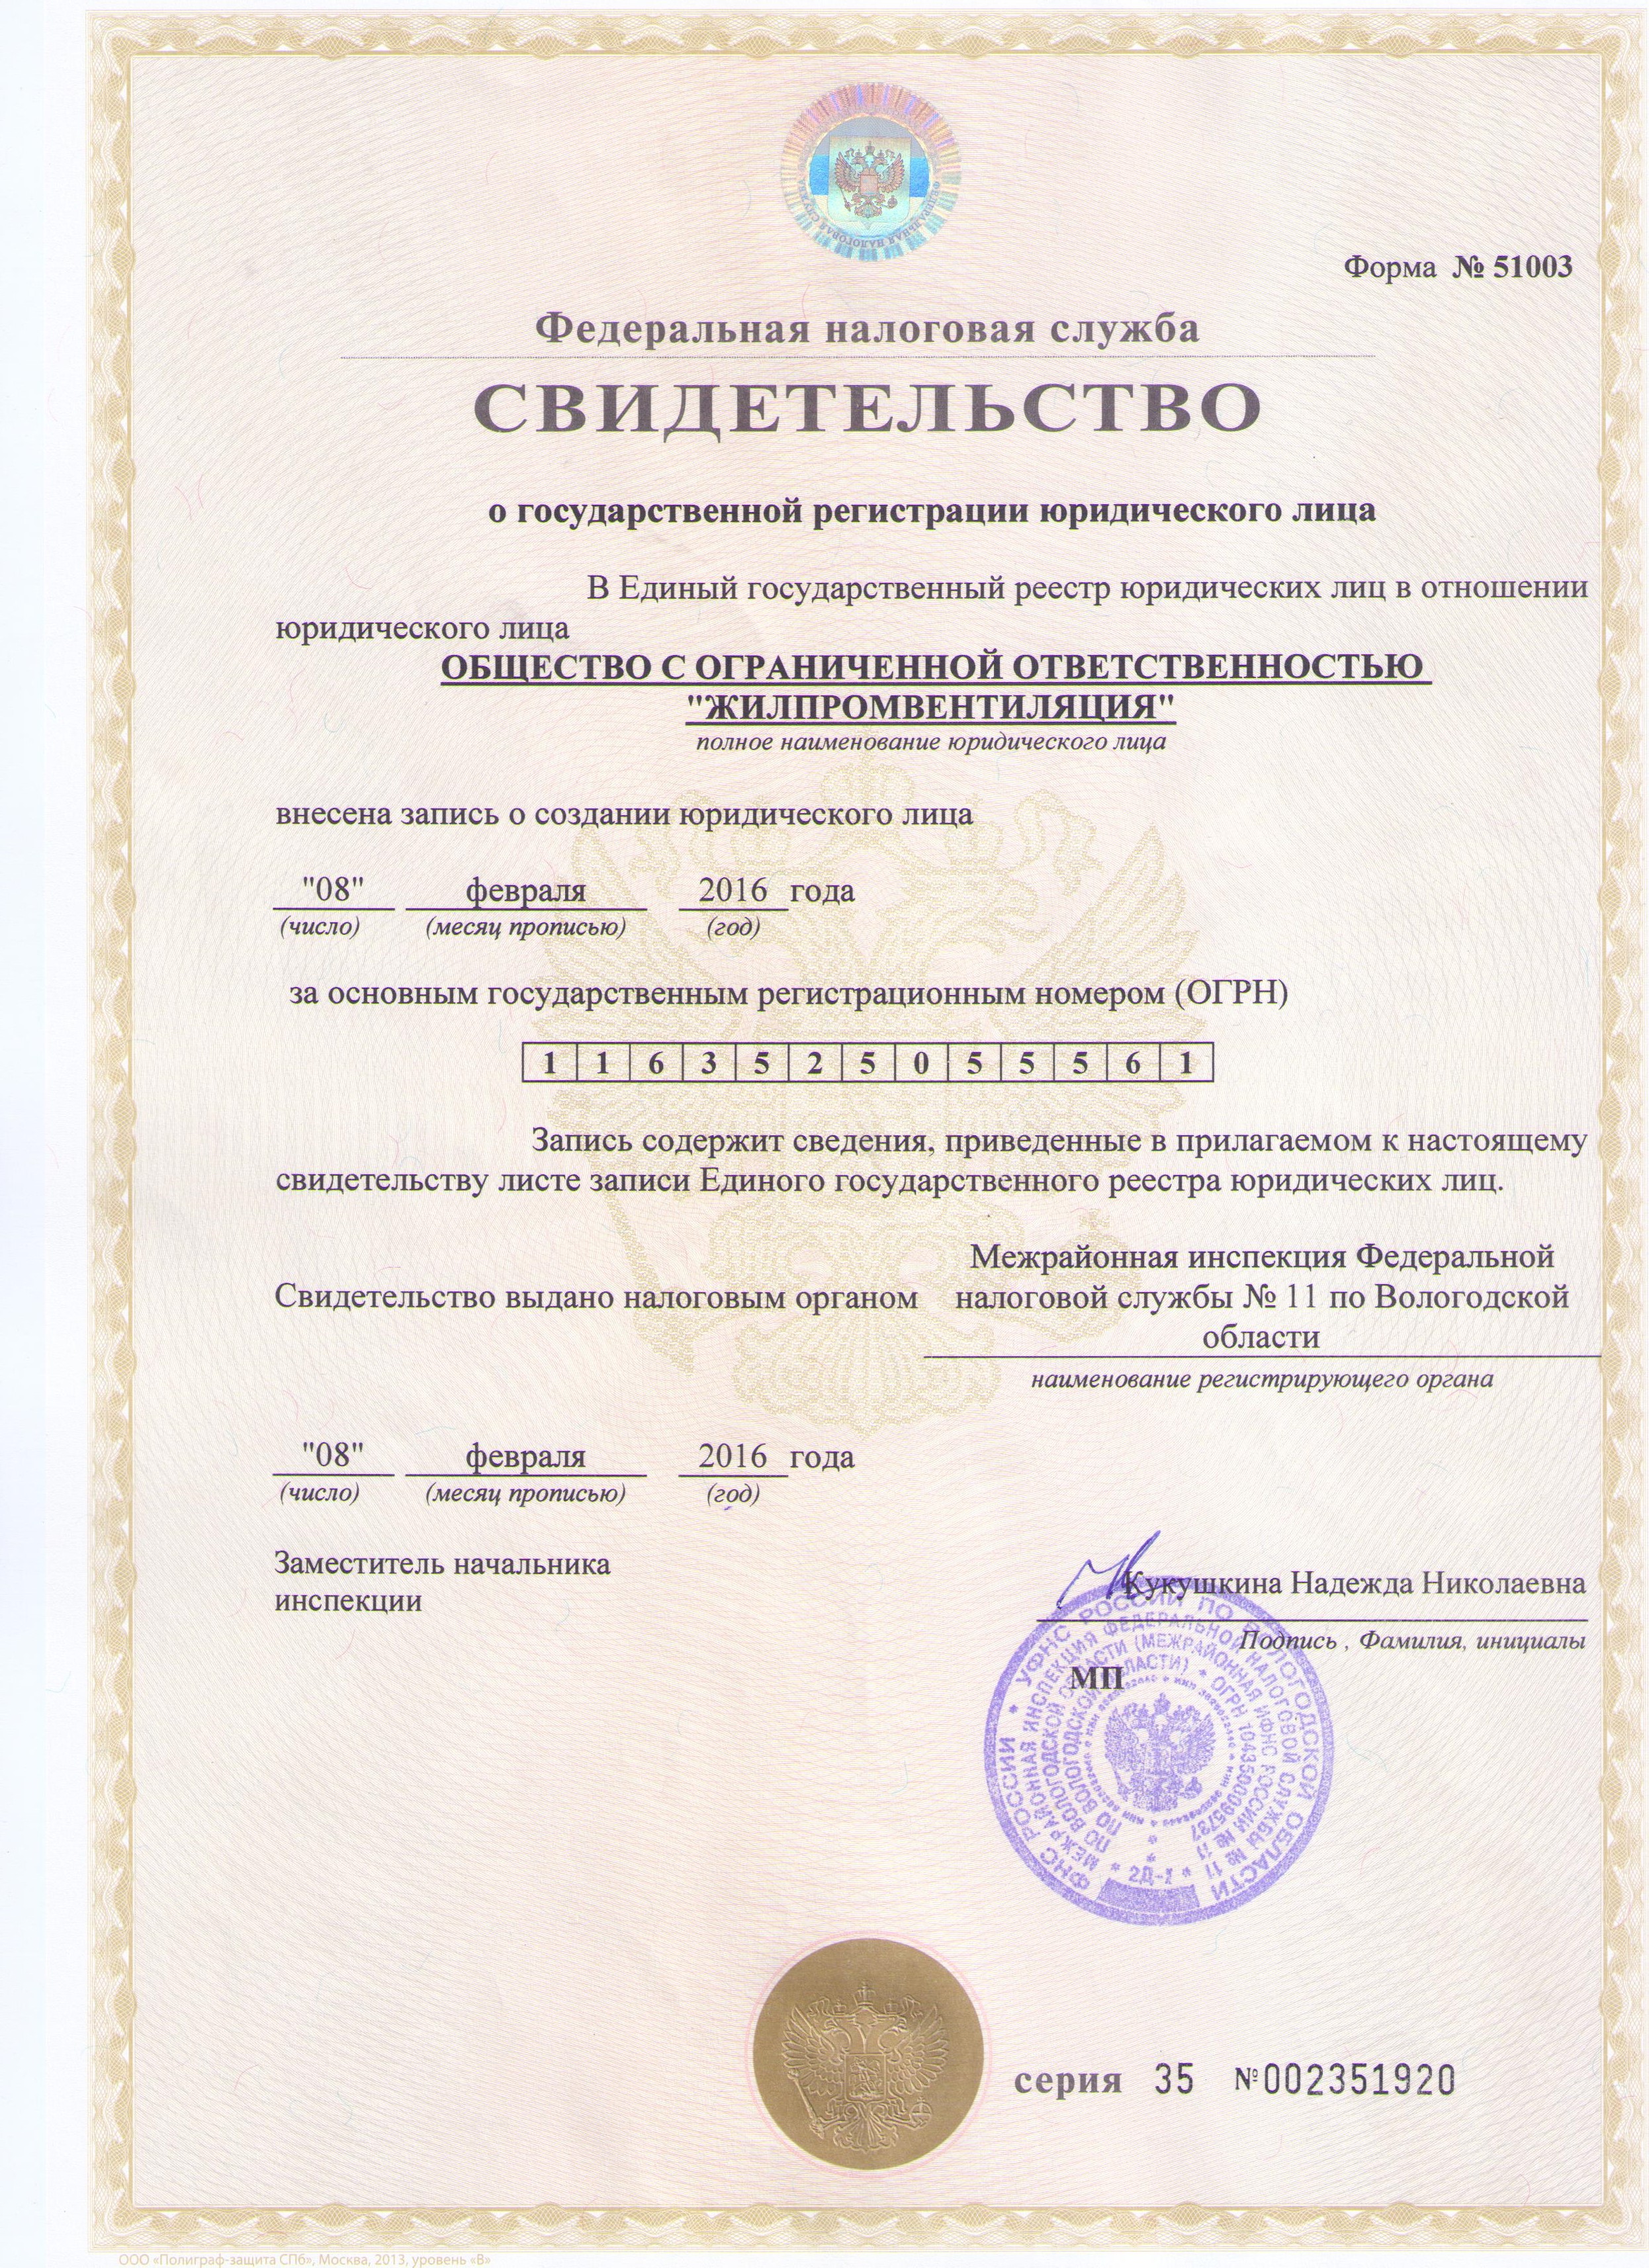 ФЕДЕРАЛЬНАЯ НАЛОГОВАЯ СЛУЖБА
Форма № 51003
Федеральная налоговая служба
СВИДЕТЕЛЬСТВО
о государственной регистрации юридического лица
В Единый государственный реестр юридических лиц в отношении
юридического лица
ОБЩЕСТВО С ОГРАНИЧЕННОЙ ОТВЕТСТВЕННОСТЬЮ
"ЖИЛПРОМВЕНТИЛЯЦИЯ"
полное наименование юридического лица
внесена запись о создании юридического лица
"08" февраля 2016 года
(число) (месяц прописью) (год)
за основным государственным регистрационным номером (ОГРН)
1 1 6 3 5 2 5 0 5 5 5 6 1
Запись содержит сведения, приведенные в прилагаемом к настоящему
свидетельству листе записи Единого государственного реестра юридических лиц.
Свидетельство выдано налоговым органом
Межрайонная инспекция Федеральной
налоговой службы № 11 по Вологодской
области
наименование регистрирующего органа
"08" февраля 2016 года
(число) (месяц прописью) (год)
Заместитель начальника
инспекции
Кукушкина Надежда Николаевна
Подпись , Фамилия, инициалы
МП
ФНС РОССИИ * УФНС РОССИИ ПО ВОЛОГОДСКОЙ ОБЛАСТИ
МЕЖРАЙОННАЯ ИНСПЕКЦИЯ ФЕДЕРАЛЬНОЙ НАЛОГОВОЙ СЛУЖБЫ № 11
ПО ВОЛОГОДСКОЙ ОБЛАСТИ (МЕЖРАЙОННАЯ ИФНС РОССИИ № 11
ПО ВОЛОГОДСКОЙ ОБЛАСТИ) * ОГРН 1043500095737
* 2Д-1 *
серия 35 №002351920
ООО «Полиграф-защита СПб», Москва, 2013, уровень «В»